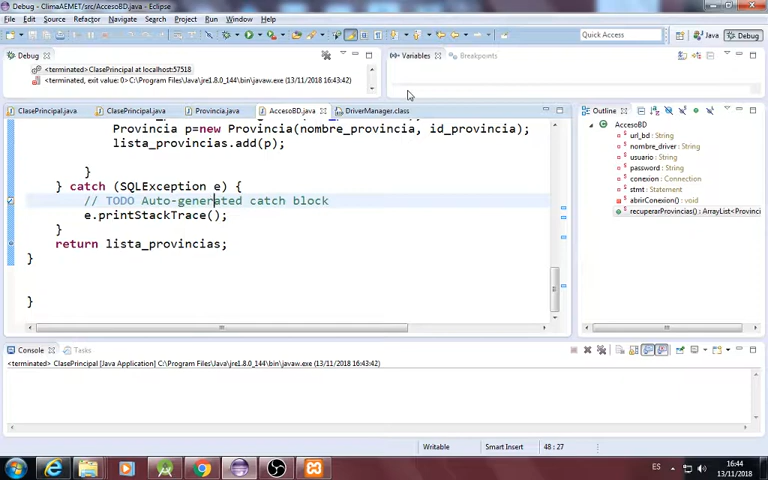 Debug - ClimaAEMET/src/AccesoBD.java - Eclipse
File Edit Source Refactor Navigate Search Project Run Window Help
Quick Access
Java
Debug
Debug
Variables
Breakpoints
<terminated>ClasePrincipal at localhost:57518
<terminated, exit value: 0>C:\Program Files\Java\jre1.8.0_144\bin\javaw.exe (13/11/2018 16:43:42)
ClasePrincipal.java
ClasePrincipal.java
Provincia.java
AccesoBD.java
DriverManager.class
Outline
Provincia p=new Provincia(nombre_provincia, id_provincia);
lista_provincias.add(p);
}
} catch (SQLException e) {
// TODO Auto-generated catch block
e.printStackTrace();
}
return lista_provincias;
}
}
AccesoBD
url_bd : String
nombre_driver : String
usuario : String
password : String
conexion : Connection
stmt : Statement
abrirConexion() : void
recuperarProvincias() : ArrayList<Provinci
Console
Tasks
<terminated> ClasePrincipal [Java Application] C:\Program Files\Java\jre1.8.0_144\bin\javaw.exe (13/11/2018 16:43:42)
Writable
Smart Insert
48 : 27
ES
16:44
13/11/2018